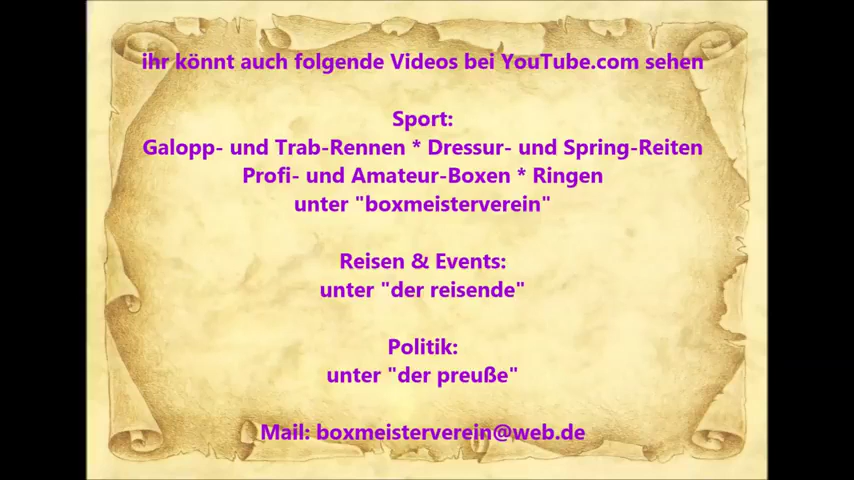 ihr könnt auch folgende Videos bei YouTube.com sehen
Sport:
Galopp- und Trab-Rennen * Dressur- und Spring-Reiten
Profi- und Amateur-Boxen * Ringen
unter "boxmeisterverein"
Reisen & Events:
unter "der reisende"
Politik:
unter "der preuße"
Mail: boxmeisterverein@web.de